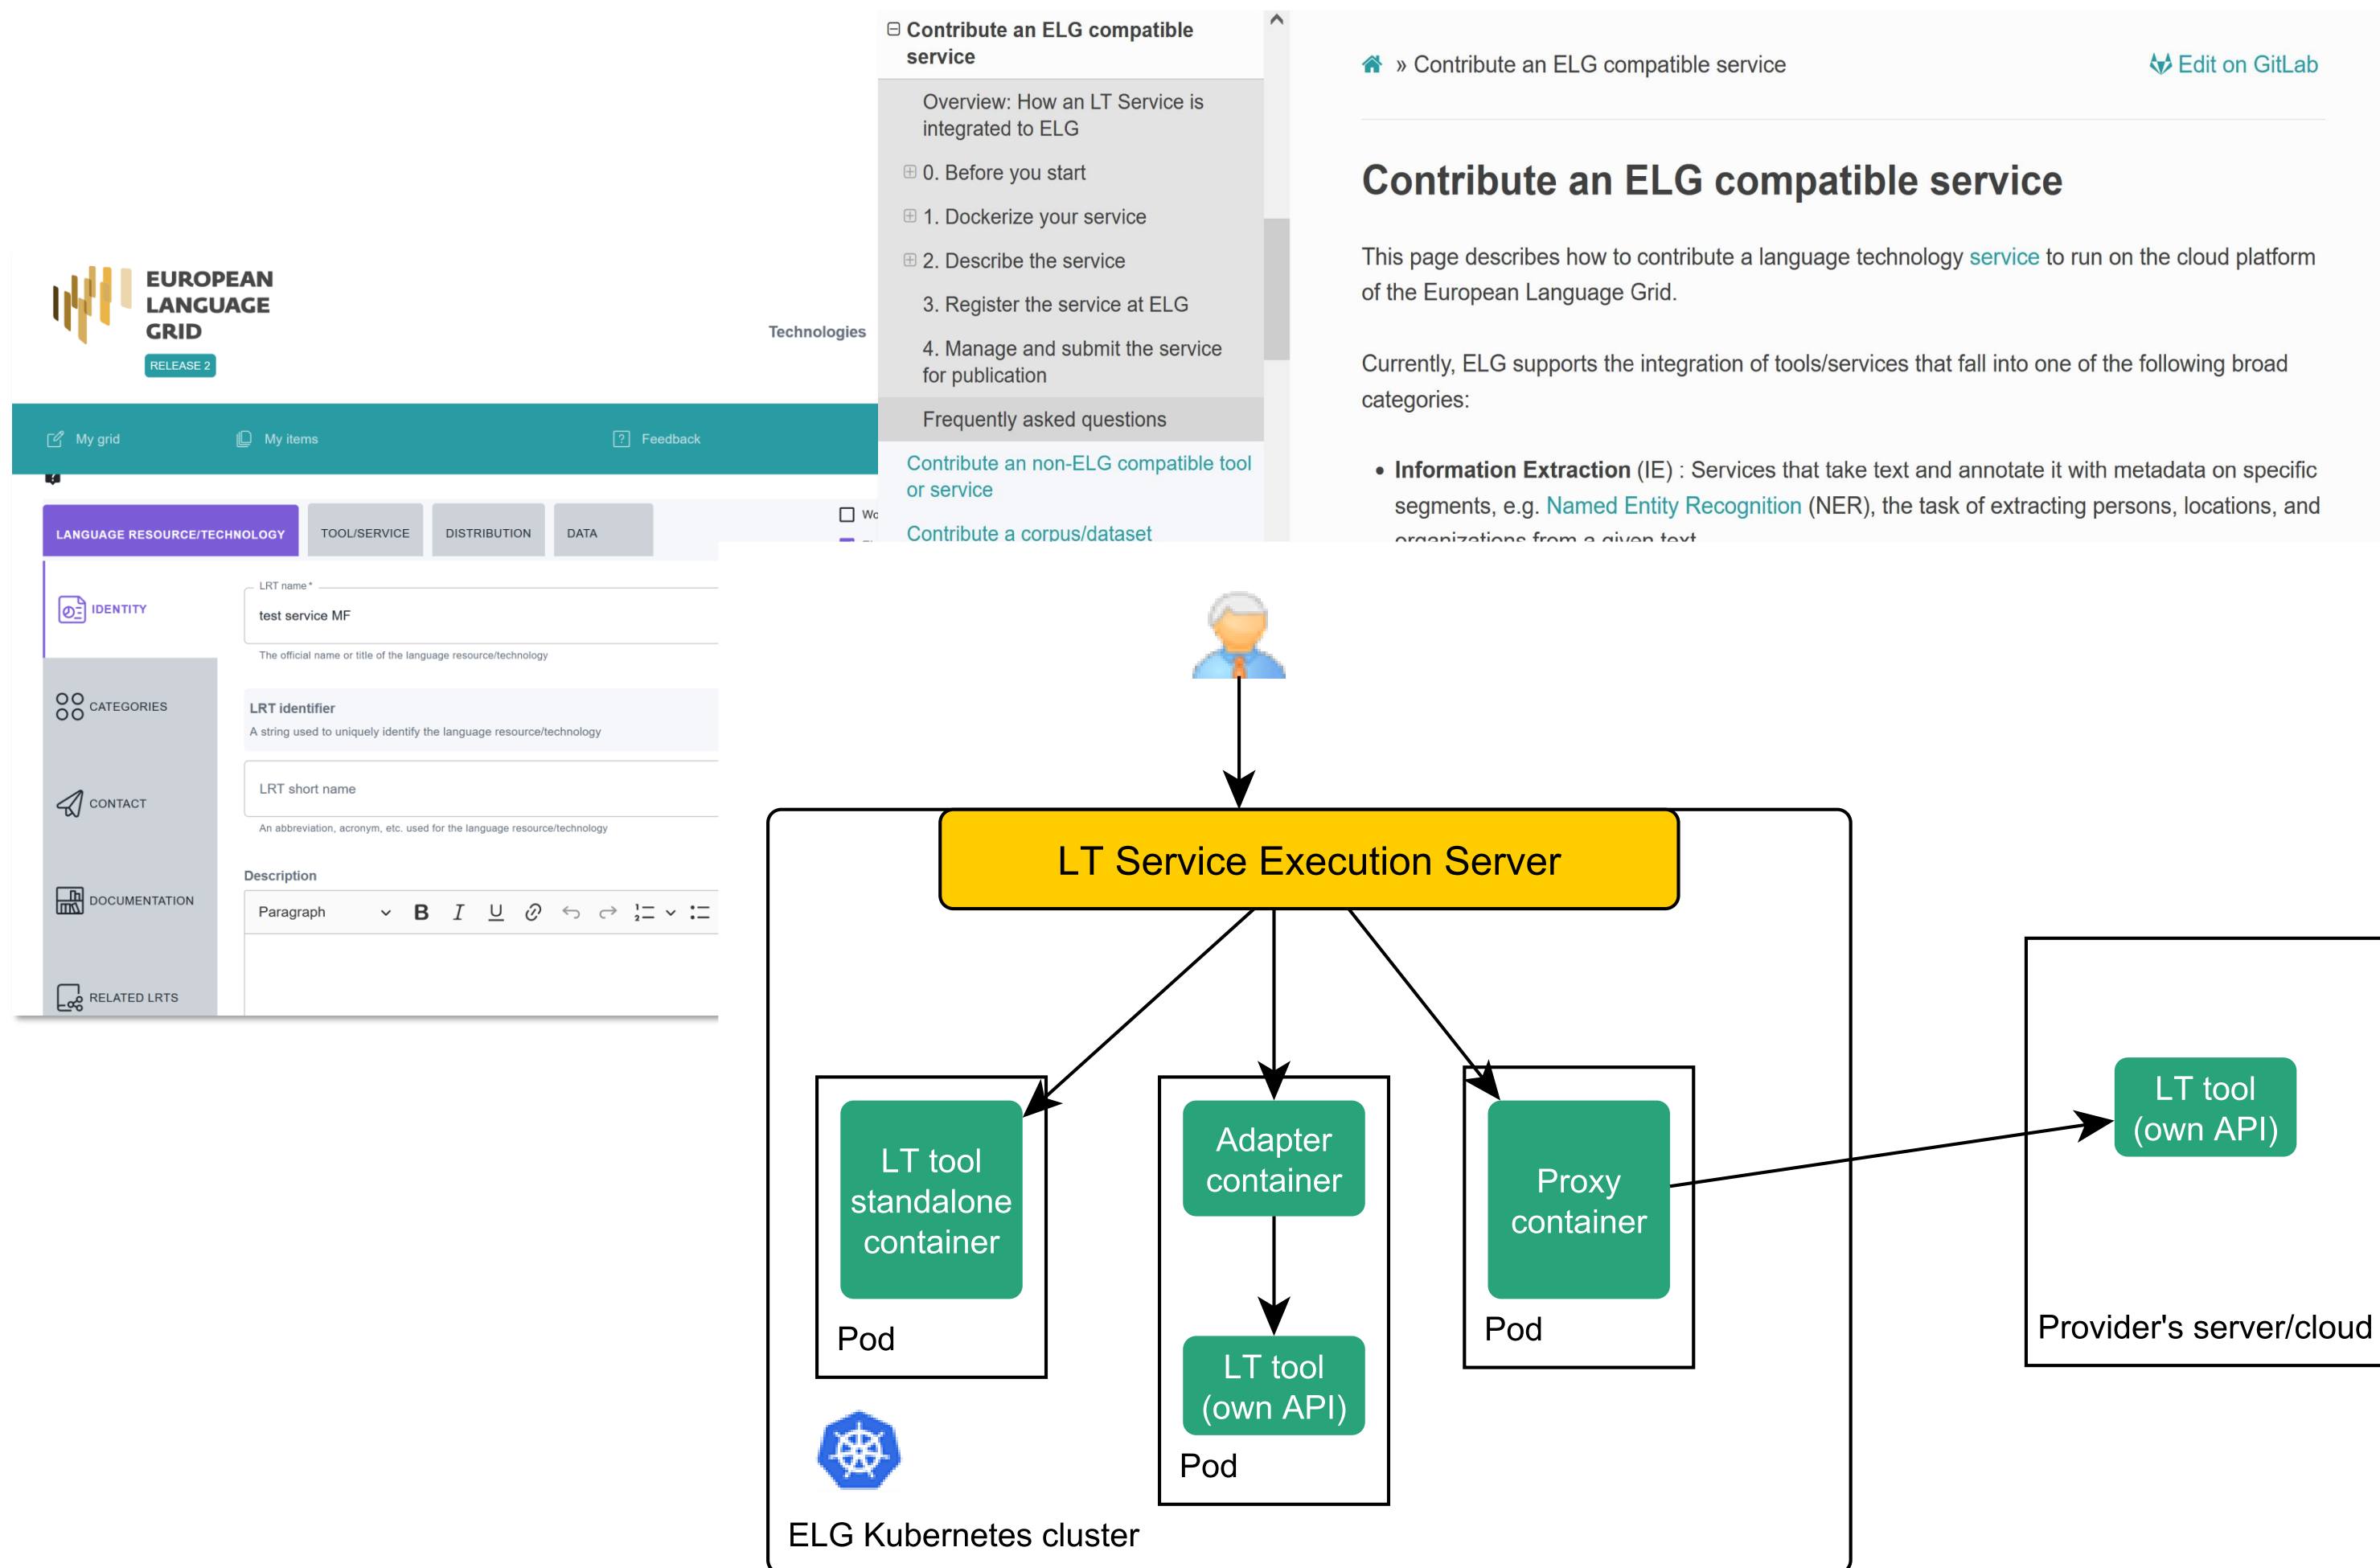 Contribute an ELG compatible
service
Overview: How an LT Service is
integrated to ELG
0. Before you start
1. Dockerize your service
2. Describe the service
3. Register the service at ELG
4. Manage and submit the service
for publication
Frequently asked questions
Contribute an non-ELG compatible tool
or service
Contribute a corpus/dataset
» Contribute an ELG compatible service
Edit on GitLab
Contribute an ELG compatible service
This page describes how to contribute a language technology service to run on the cloud platform
of the European Language Grid.
Currently, ELG supports the integration of tools/services that fall into one of the following broad
categories:
• Information Extraction (IE) : Services that take text and annotate it with metadata on specific
segments, e.g. Named Entity Recognition (NER), the task of extracting persons, locations, and
organizations from a given text
EUROPEAN
LANGUAGE
GRID
RELEASE 2
Technologies
My grid
My items
Feedback
LANGUAGE RESOURCE/TECHNOLOGY
TOOL/SERVICE
DISTRIBUTION
DATA
IDENTITY
CATEGORIES
CONTACT
DOCUMENTATION
RELATED LRTS
LRT name *
test service MF
The official name or title of the language resource/technology
LRT identifier
A string used to uniquely identify the language resource/technology
LRT short name
An abbreviation, acronym, etc. used for the language resource/technology
Description
Paragraph
B I U
LT Service Execution Server
LT tool
standalone
container
Pod
Adapter
container
LT tool
(own API)
Pod
Proxy
container
Pod
LT tool
(own API)
Provider's server/cloud
ELG Kubernetes cluster